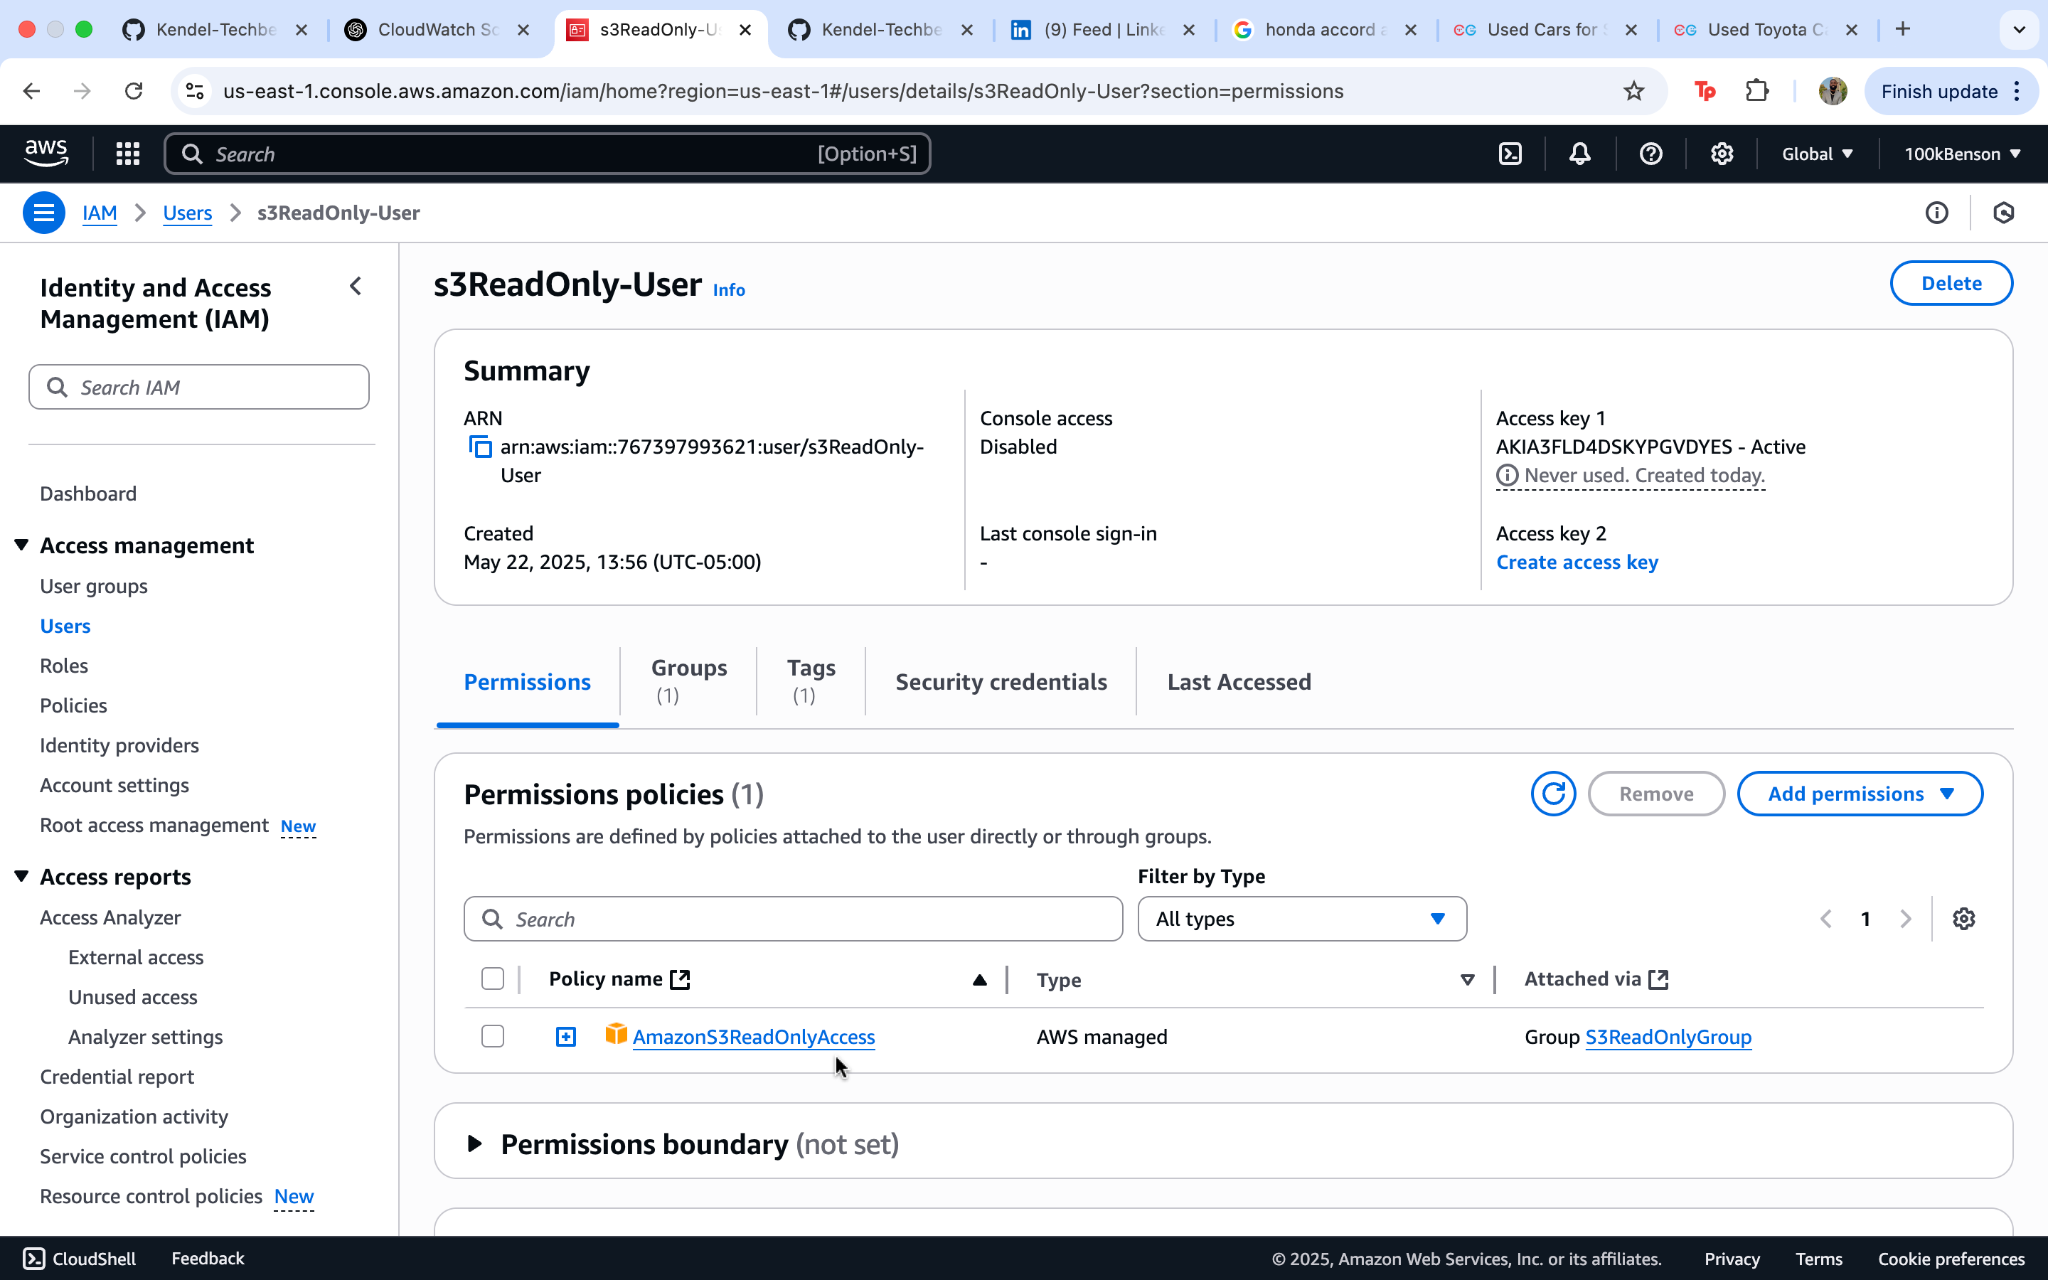 Kendel-Techbe
CloudWatch Sc
s3ReadOnly-U
Kendel-Techbe
(9) Feed | Linke
honda accord a
Used Cars for S
Used Toyota C
us-east-1.console.aws.amazon.com/iam/home?region=us-east-1#/users/details/s3ReadOnly-User?section=permissions
Tp
Finish update
aws
Search
[Option+S]
Global
100kBenson
IAM
Users
s3ReadOnly-User
Identity and Access
Management (IAM)
Search IAM
Dashboard
Access management
User groups
Users
Roles
Policies
Identity providers
Account settings
Root access management New
Access reports
Access Analyzer
External access
Unused access
Analyzer settings
Credential report
Organization activity
Service control policies
Resource control policies New
s3ReadOnly-User Info
Delete
Summary
ARN
arn:aws:iam::767397993621:user/s3ReadOnly-
User
Created
May 22, 2025, 13:56 (UTC-05:00)
Console access
Disabled
Last console sign-in
-
Access key 1
AKIA3FLD4DSKYPGVDYES - Active
Never used. Created today.
Access key 2
Create access key
Permissions
Groups
(1)
Tags
(1)
Security credentials
Last Accessed
Permissions policies (1)
Remove
Add permissions
Permissions are defined by policies attached to the user directly or through groups.
Filter by Type
Search
All types
1
Policy name
Type
Attached via
AmazonS3ReadOnlyAccess
AWS managed
Group S3ReadOnlyGroup
Permissions boundary (not set)
CloudShell
Feedback
© 2025, Amazon Web Services, Inc. or its affiliates.
Privacy
Terms
Cookie preferences